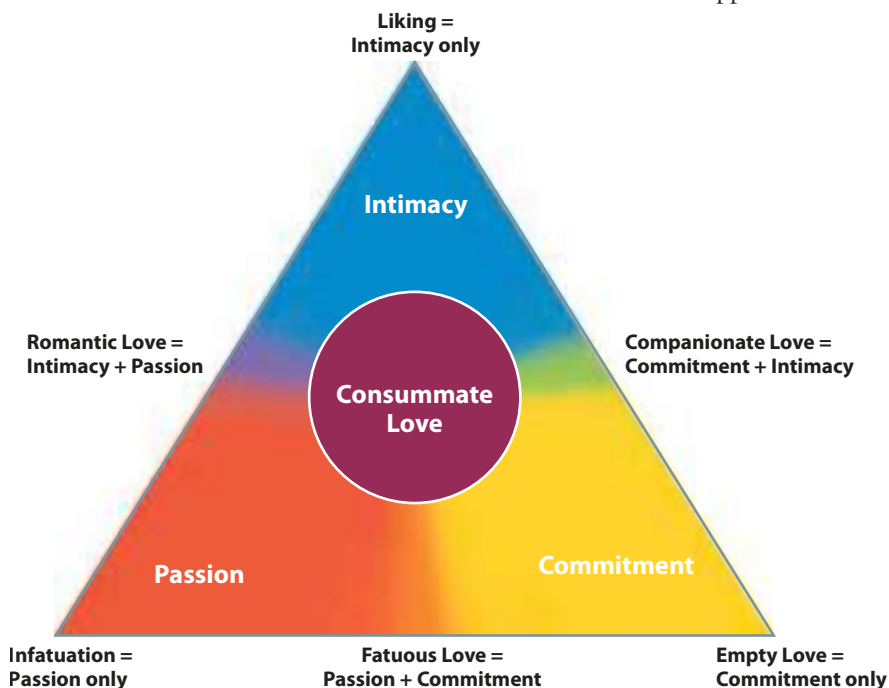 Liking =
Intimacy only
Intimacy
Romantic Love =
Intimacy + Passion
Companionate Love =
Commitment + Intimacy
Consummate
Love
Passion
Commitment
Infatuation =
Passion only
Fatuous Love =
Passion + Commitment
Empty Love =
Commitment only